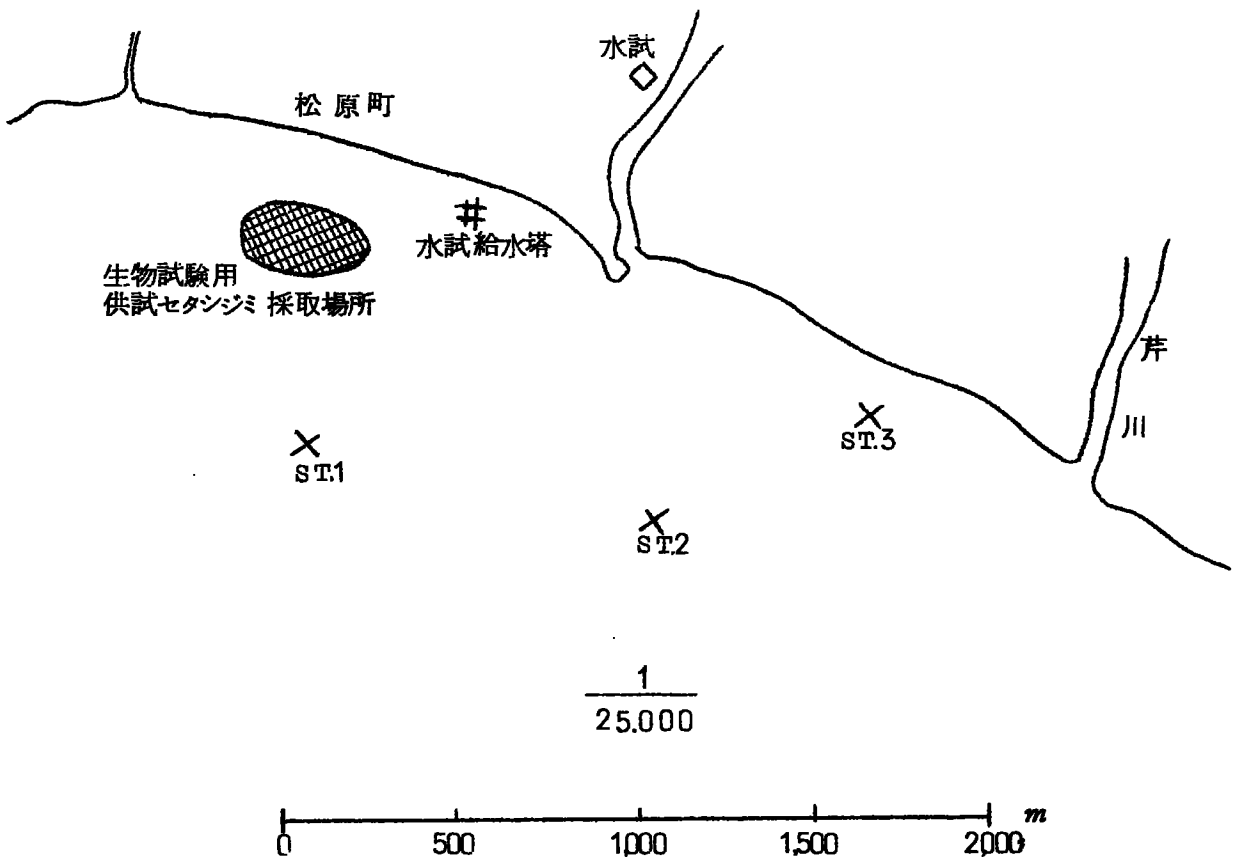 水試
松原町
水試給水塔
生物試験用
供試セタシジミ 採取場所
芹川
ST.3
ST.1
ST.2
1
25.000
0 500 1,000 1,500 2,000 m